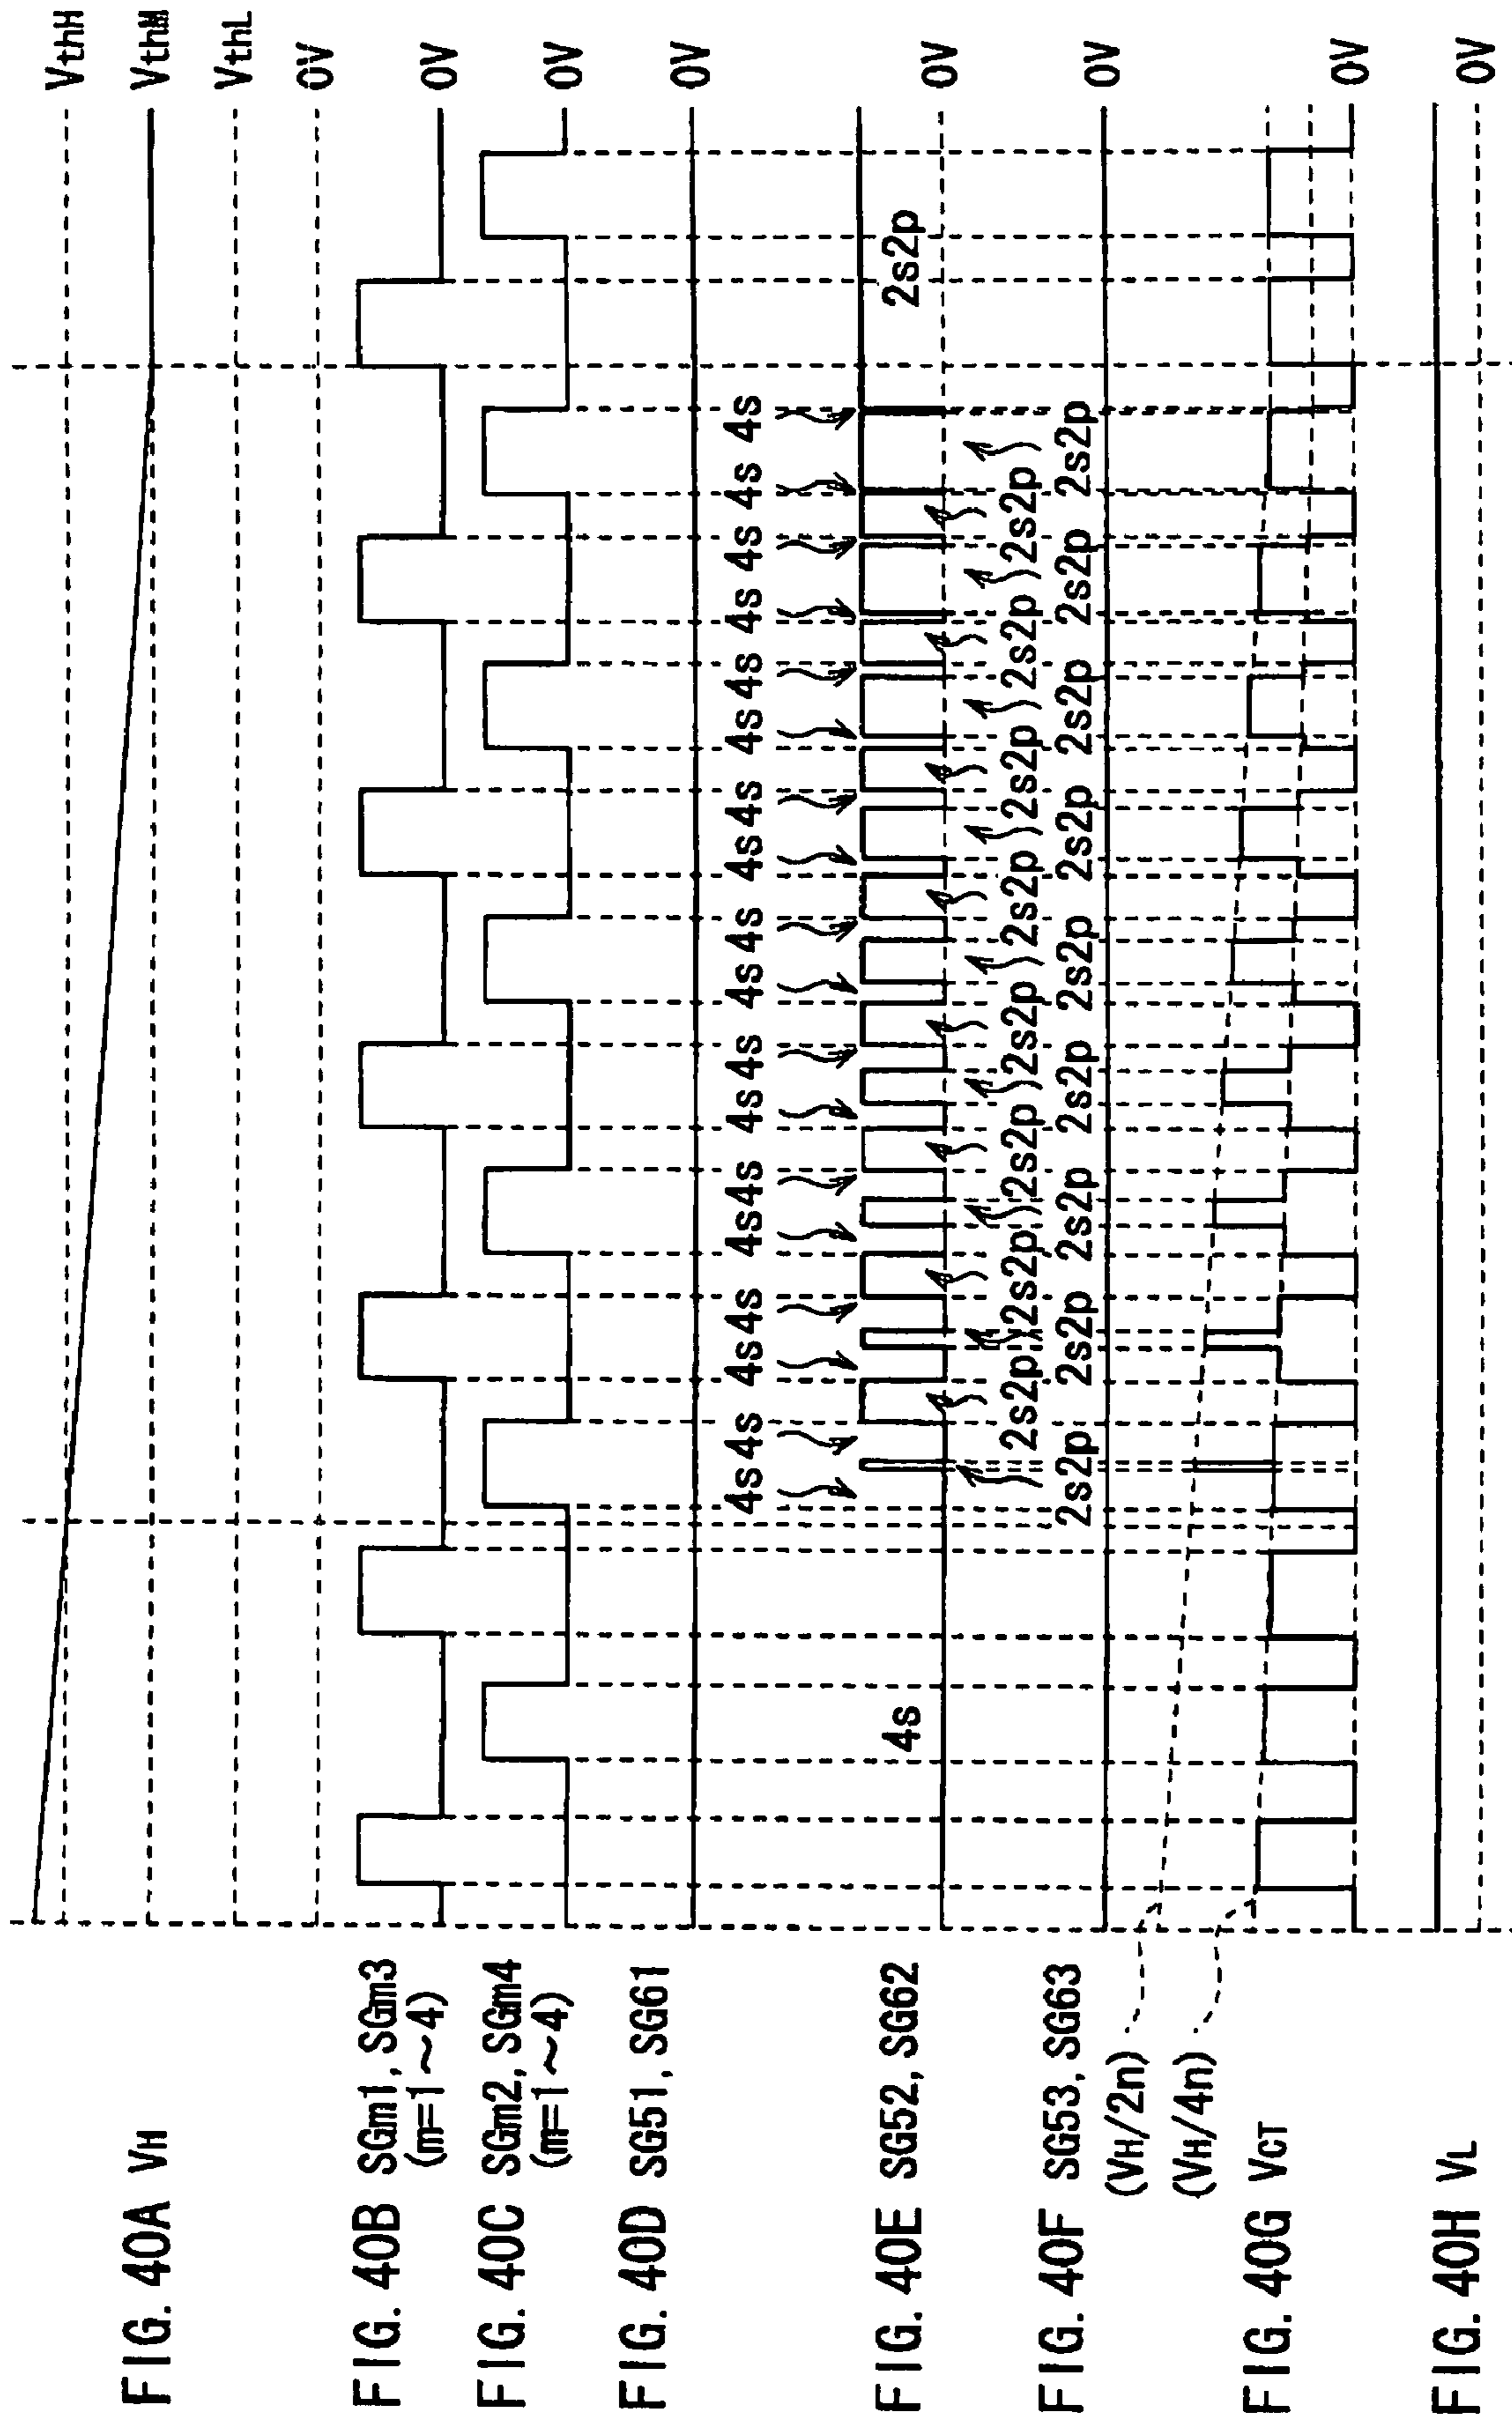 VthH
FIG. 40A VH VthM
VthL
0V
FIG. 40B SGm1, SGm3 0V
(m=1~4)
FIG. 40C SGm2, SGm4 0V
(m=1~4)
FIG. 40D SG51, SG61 0V
4s 4s 4s 4s 4s 4s 4s 4s 4s 4s 4s 4s 4s 4s 4s 4s 4s 4s
FIG. 40E SG52, SG62 4s 2s2p 0V
2s2p 2s2p 2s2p 2s2p 2s2p 2s2p 2s2p 2s2p
2s2p 2s2p 2s2p 2s2p 2s2p 2s2p 2s2p 2s2p 2s2p
FIG. 40F SG53, SG63 0V
(VH/2n)
(VH/4n)
FIG. 40G VCT 0V
FIG. 40H VL 0V